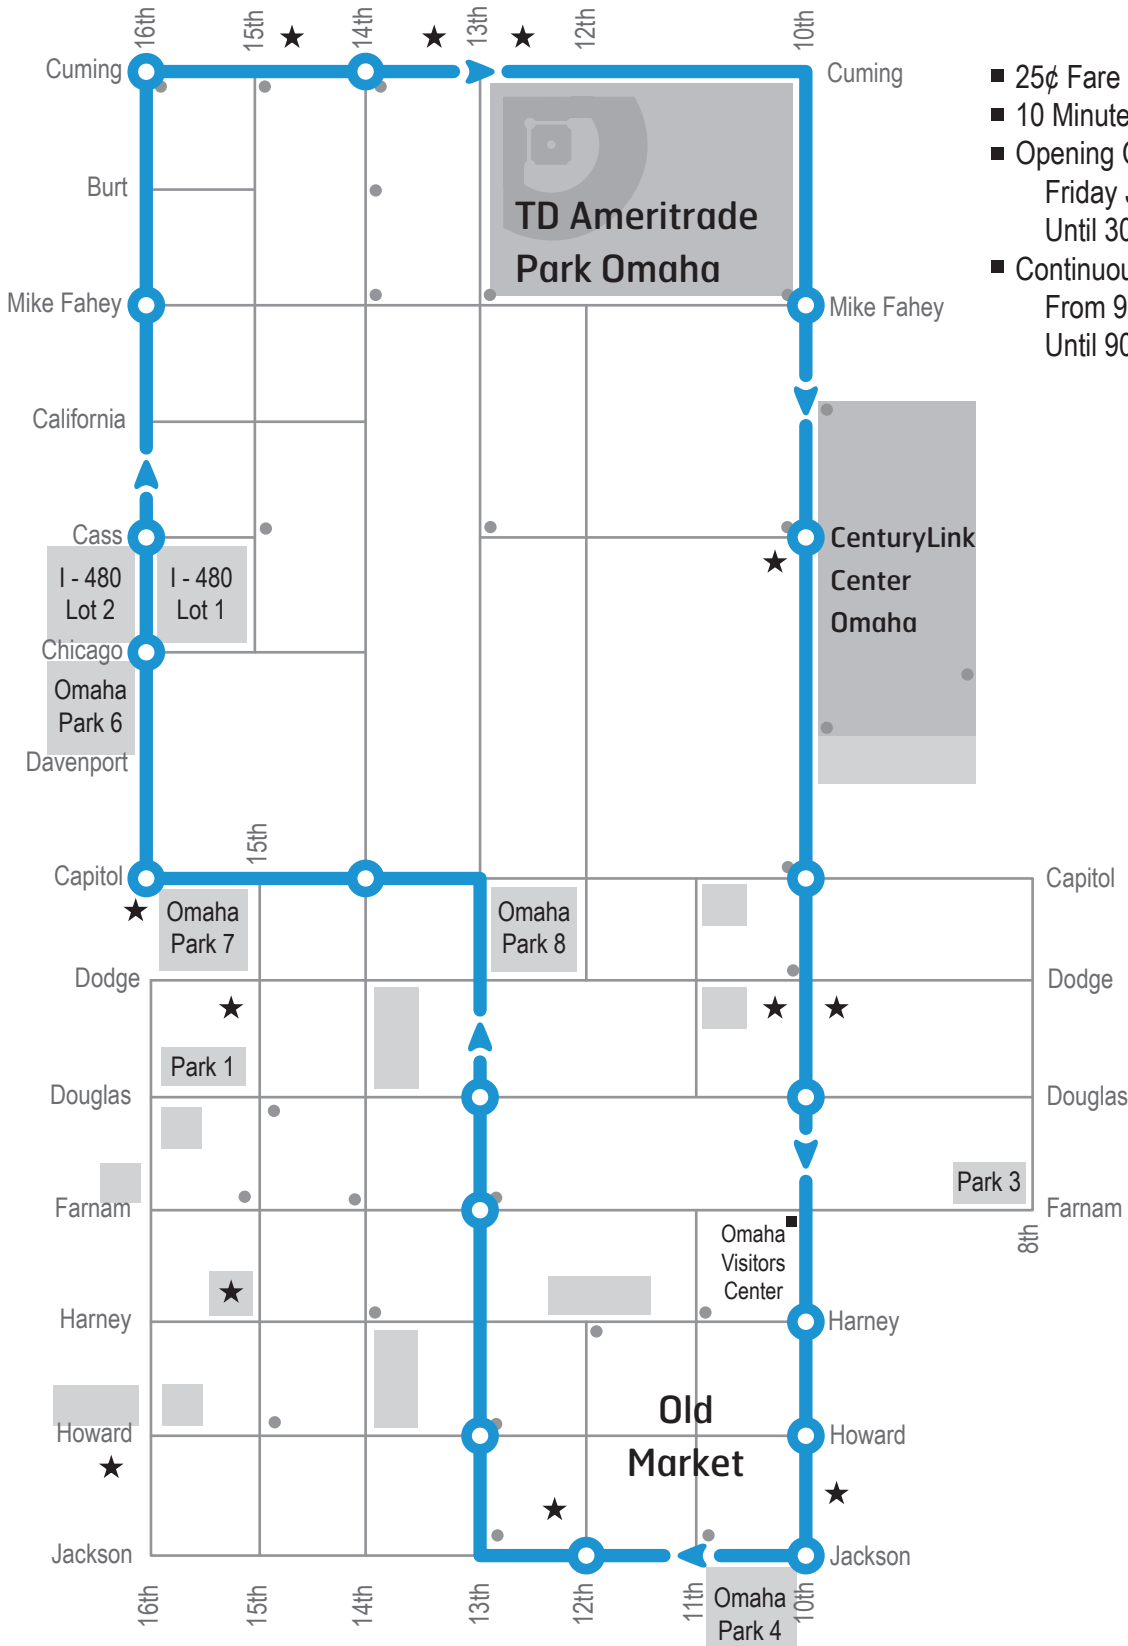 16th
15th
14th
13th
12th
10th
Cuming
Cuming
25¢ Fare
10 Minute
Opening
Friday
Until 30
Continuou
From 9
Until 90
Burt
TD Ameritrade
Park Omaha
Mike Fahey
Mike Fahey
California
Cass
CenturyLink
Center
Omaha
I - 480
Lot 2
I - 480
Lot 1
Chicago
Omaha
Park 6
Davenport
15th
Capitol
Capitol
Omaha
Park 7
Omaha
Park 8
Dodge
Dodge
Park 1
Douglas
Douglas
Park 3
Farnam
Farnam
8th
Omaha
Visitors
Center
Harney
Harney
Old
Market
Howard
Howard
Jackson
Jackson
16th
15th
14th
13th
12th
11th
10th
Omaha
Park 4